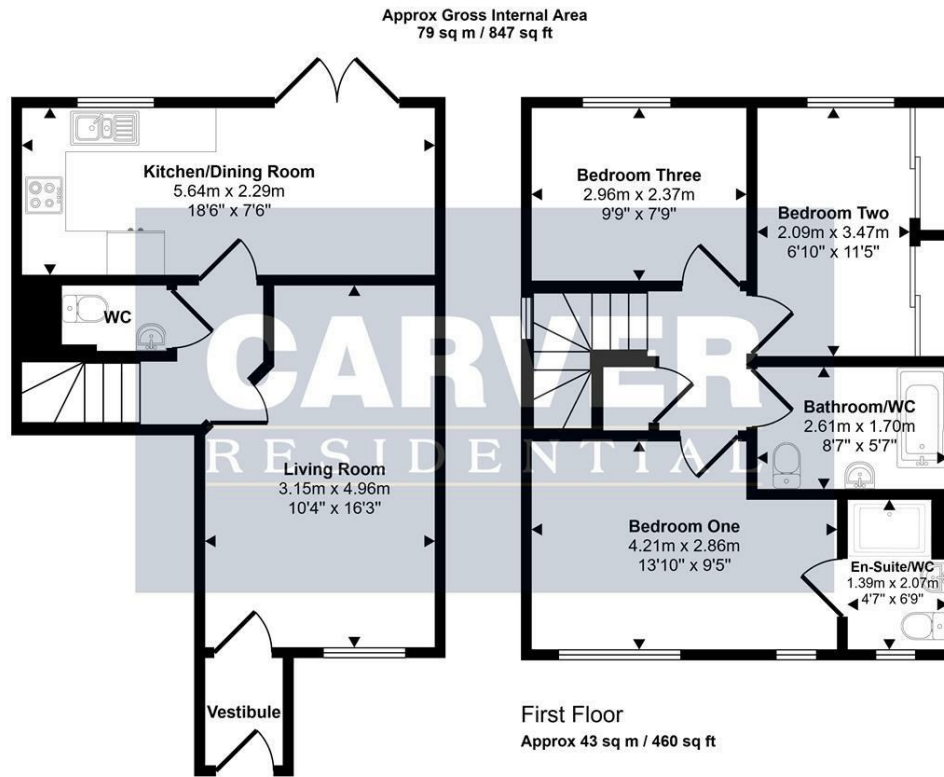 Approx Gross Internal Area
79 sq m / 847 sq ft
Kitchen/Dining Room
5.64m x 2.29m
18'6" x 7'6"
WC
Living Room
3.15m x 4.96m
10'4" x 16'3"
Vestibule
Bedroom Three
2.96m x 2.37m
9'9" x 7'9"
Bedroom Two
2.09m x 3.47m
6'10" x 11'5"
Bathroom/WC
2.61m x 1.70m
8'7" x 5'7"
Bedroom One
4.21m x 2.86m
13'10" x 9'5"
En-Suite/WC
1.39m x 2.07m
4'7" x 6'9"
First Floor
Approx 43 sq m / 460 sq ft
CARVER
RESIDENTIAL